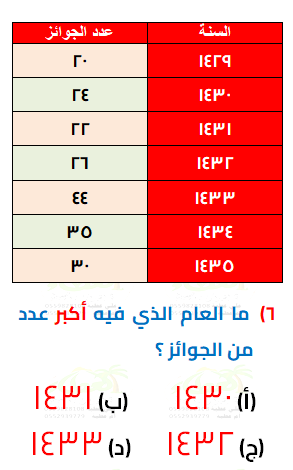 السنة عدد الجوائز
١٤٢٩ ٢٠
١٤٣٠ ٢٤
١٤٣١ ٢٢
١٤٣٢ ٢٦
١٤٣٣ ٤٤
١٤٣٤ ٣٥
١٤٣٥ ٣٠
٦) ما العام الذي فيه أكبر عدد
من الجوائز ؟
(أ) ١٤٣٠ (ب) ١٤٣١
(ج) ١٤٣٢ (د) ١٤٣٣